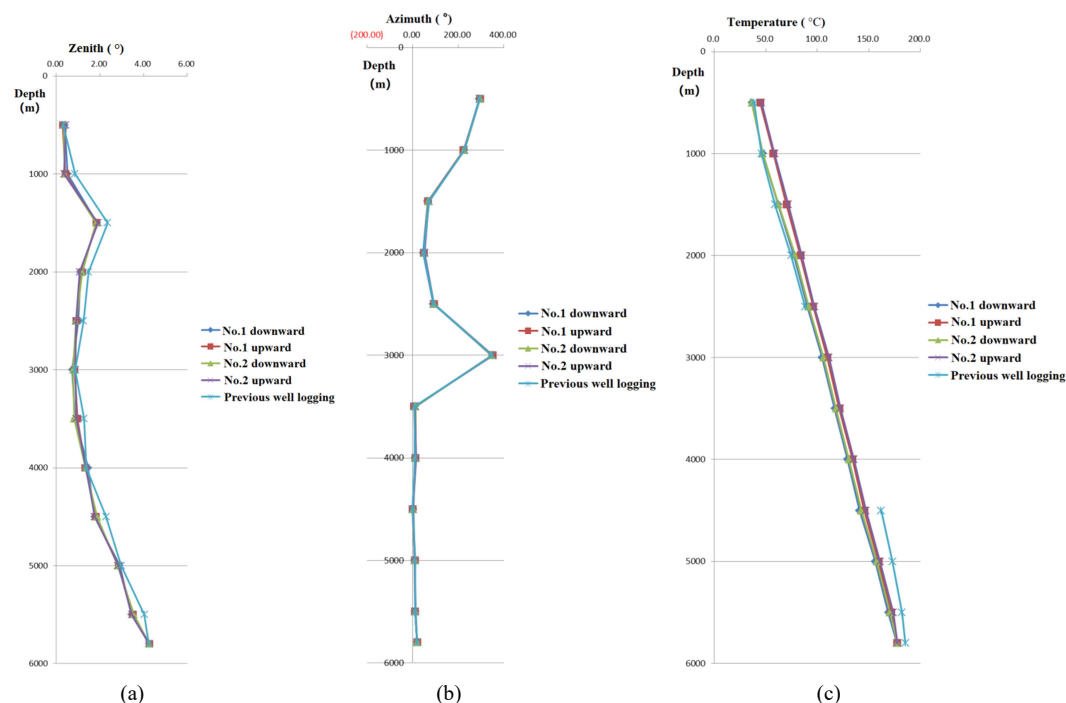 Zenith ( °)
0.00 2.00 4.00 6.00
0
Depth
(m)
1000
2000
3000
4000
5000
6000
No.1 downward
No.1 upward
No.2 downward
No.2 upward
Previous well logging
(a)
Azimuth ( °)
(200.00) 0.00 200.00 400.00
0
Depth
(m)
1000
2000
3000
4000
5000
6000
No.1 downward
No.1 upward
No.2 downward
No.2 upward
Previous well logging
(b)
Temperature ( °C)
0.0 50.0 100.0 150.0 200.0
0
Depth
(m)
1000
2000
3000
4000
5000
6000
No.1 downward
No.1 upward
No.2 downward
No.2 upward
Previous well logging
(c)